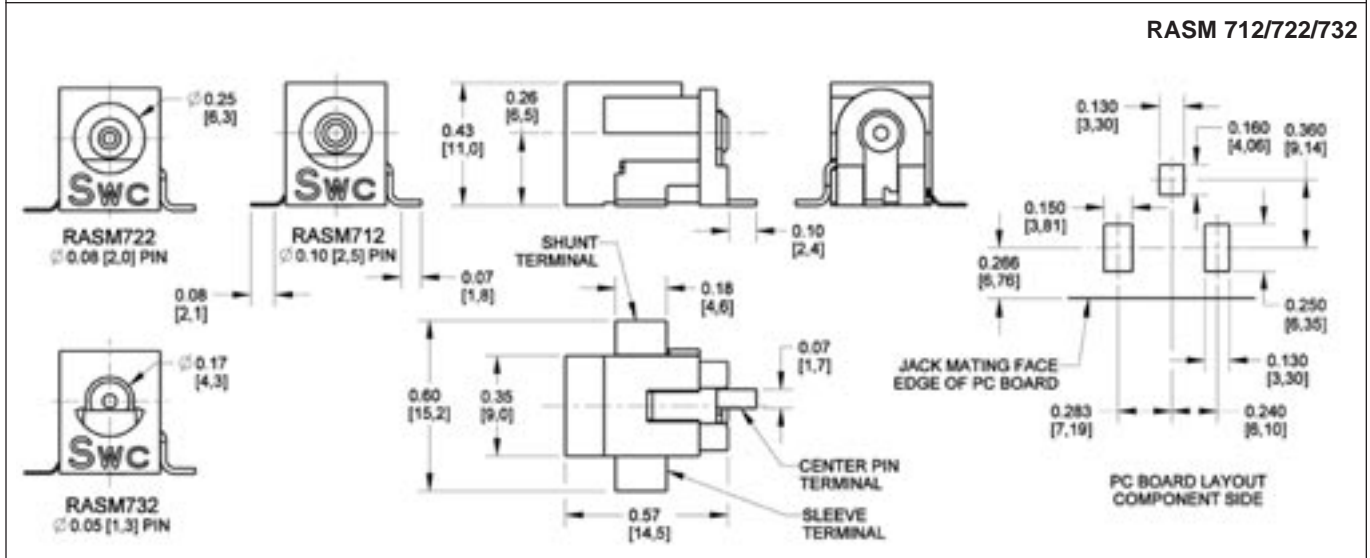 RASM 712/722/732
Ø 0.25
[6,3]
SWC
RASM722
Ø 0.08 [2,0] PIN
SWC
RASM712
Ø 0.10 [2,5] PIN
0.08
[2,1]
0.07
[1,8]
0.43
[11,0]
0.26
[6,5]
0.10
[2,4]
0.130
[3,30]
0.160
[4,06]
0.360
[9,14]
0.150
[3,81]
0.266
[6,76]
0.250
[6,35]
0.130
[3,30]
JACK MATING FACE
EDGE OF PC BOARD
0.283
[7,19]
0.240
[6,10]
PC BOARD LAYOUT
COMPONENT SIDE
Ø 0.17
[4,3]
SWC
RASM732
Ø 0.05 [1,3] PIN
SHUNT
TERMINAL
0.18
[4,6]
0.60
[15,2]
0.35
[9,0]
0.07
[1,7]
CENTER PIN
TERMINAL
SLEEVE
TERMINAL
0.57
[14,5]